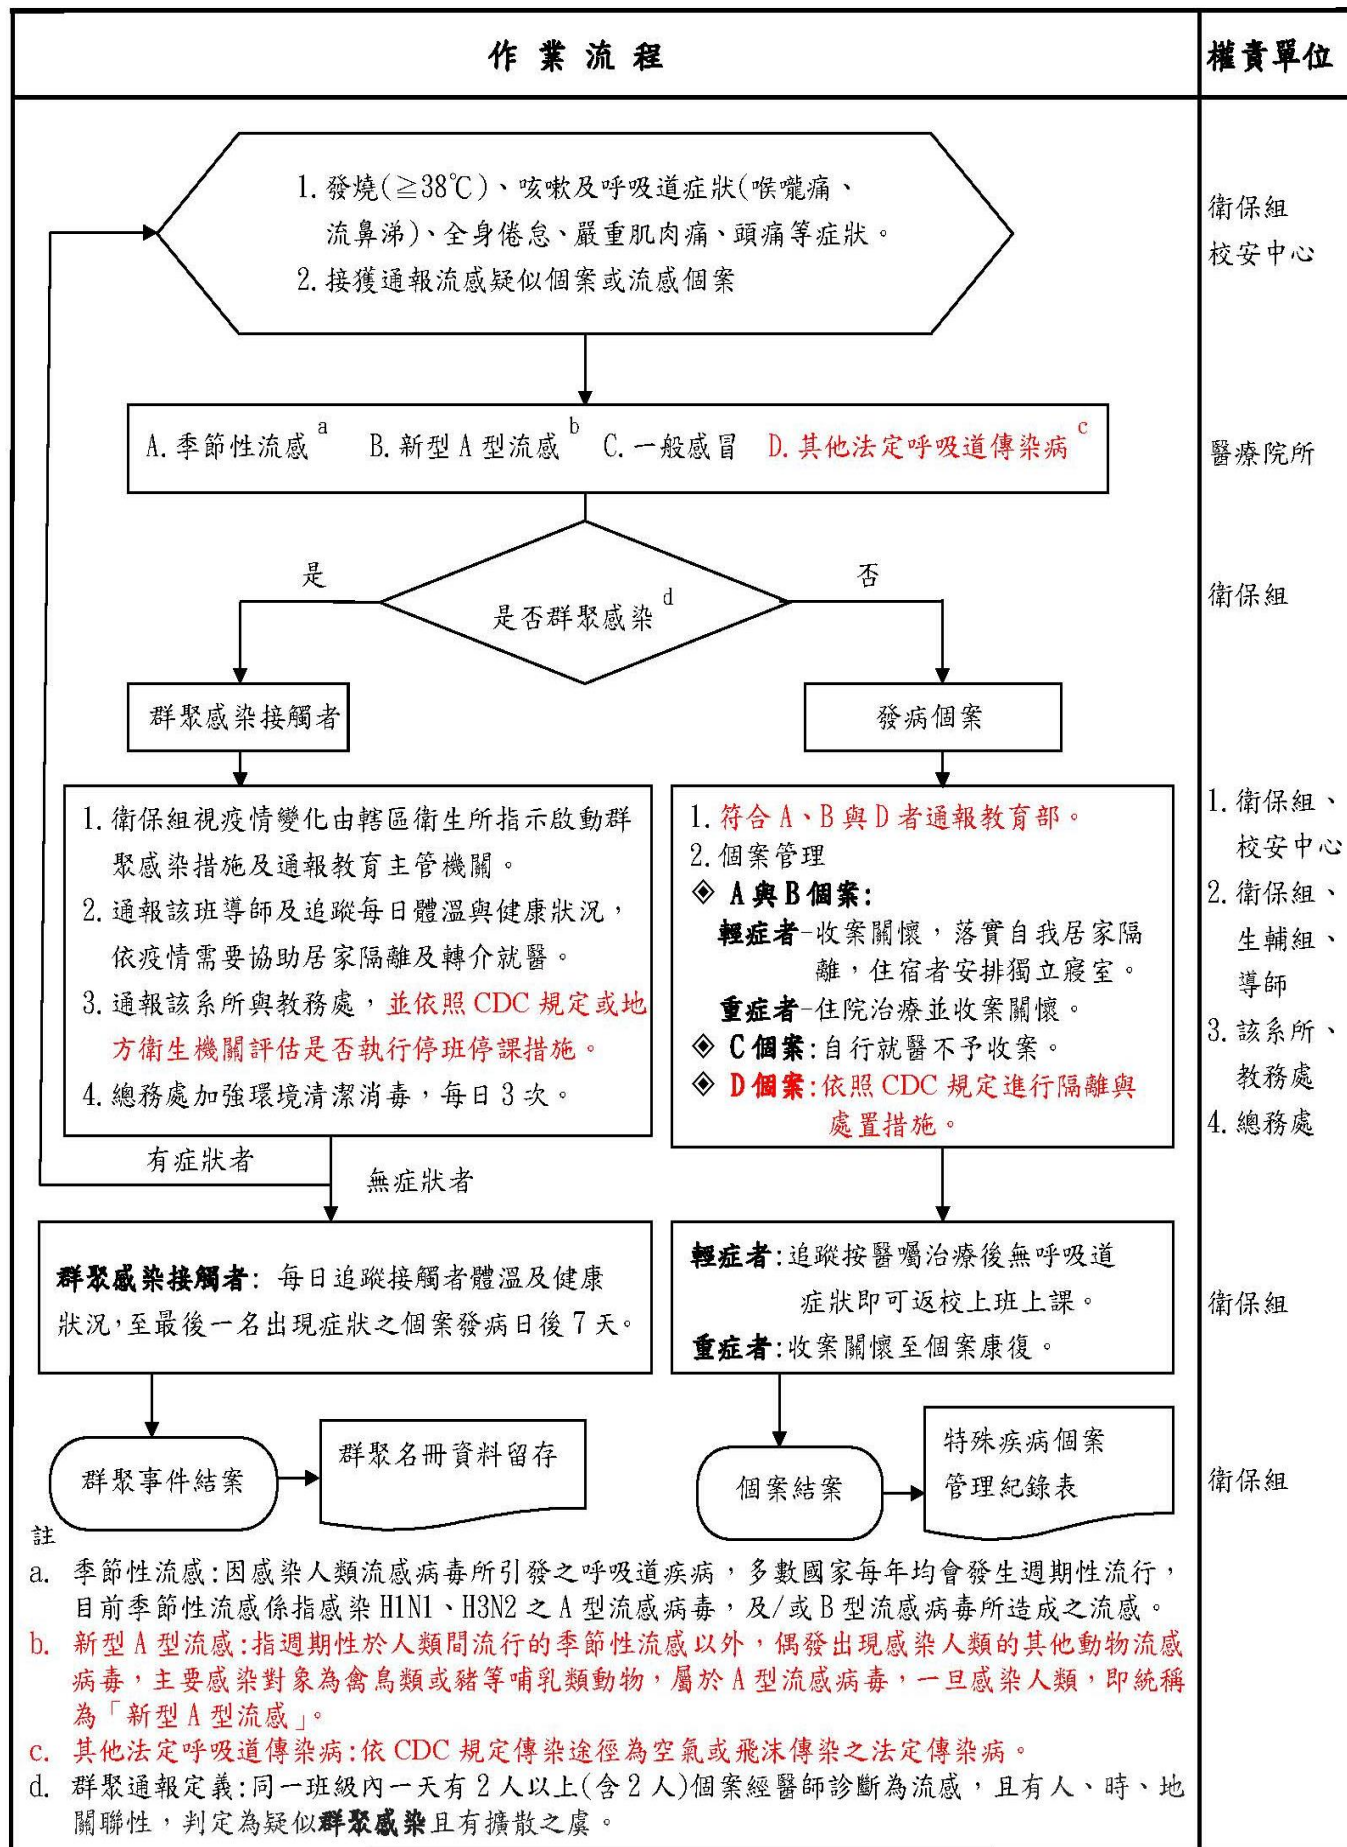 作業流程
權責單位
1. 發燒(≧38℃)、咳嗽及呼吸道症狀(喉嚨痛、
流鼻涕)、全身倦怠、嚴重肌肉痛、頭痛等症狀。
2. 接獲通報流感疑似個案或流感個案
衛保組
校安中心
A. 季節性流感 a B. 新型 A 型流感 b C. 一般感冒 D. 其他法定呼吸道傳染病 c
醫療院所
是
否
是否群聚感染 d
衛保組
群聚感染接觸者
發病個案
1. 衛保組視疫情變化由轄區衛生所指示啟動群
聚感染措施及通報教育主管機關。
2. 通報該班導師及追蹤每日體溫與健康狀況，
依疫情需要協助居家隔離及轉介就醫。
3. 通報該系所與教務處，並依照 CDC 規定或地
方衛生機關評估是否執行停班停課措施。
4. 總務處加強環境清潔消毒，每日 3 次。
1. 符合 A、B 與 D 者通報教育部。
2. 個案管理
◈ A 與 B 個案:
輕症者-收案關懷，落實自我居家隔
離，住宿者安排獨立寢室。
重症者-住院治療並收案關懷。
◈ C 個案:自行就醫不予收案。
◈ D 個案:依照 CDC 規定進行隔離與
處置措施。
1. 衛保組、
校安中心
2. 衛保組、
生輔組、
導師
3. 該系所、
教務處
4. 總務處
有症狀者
無症狀者
群聚感染接觸者: 每日追蹤接觸者體溫及健康
狀況,至最後一名出現症狀之個案發病日後 7 天。
輕症者:追蹤按醫囑治療後無呼吸道
症狀即可返校上班上課。
重症者:收案關懷至個案康復。
衛保組
群聚事件結案
群聚名冊資料留存
個案結案
特殊疾病個案
管理紀錄表
衛保組
註
a. 季節性流感:因感染人類流感病毒所引發之呼吸道疾病，多數國家每年均會發生週期性流行，
目前季節性流感係指感染 H1N1、H3N2 之 A 型流感病毒，及/或 B 型流感病毒所造成之流感。
b. 新型 A 型流感:指週期性於人類間流行的季節性流感以外，偶發出現感染人類的其他動物流感
病毒，主要感染對象為禽鳥類或豬等哺乳類動物，屬於 A 型流感病毒，一旦感染人類，即統稱
為「新型 A 型流感」。
c. 其他法定呼吸道傳染病:依 CDC 規定傳染途徑為空氣或飛沫傳染之法定傳染病。
d. 群聚通報定義:同一班級內一天有 2 人以上(含 2 人)個案經醫師診斷為流感，且有人、時、地
關聯性，判定為疑似群聚感染且有擴散之虞。